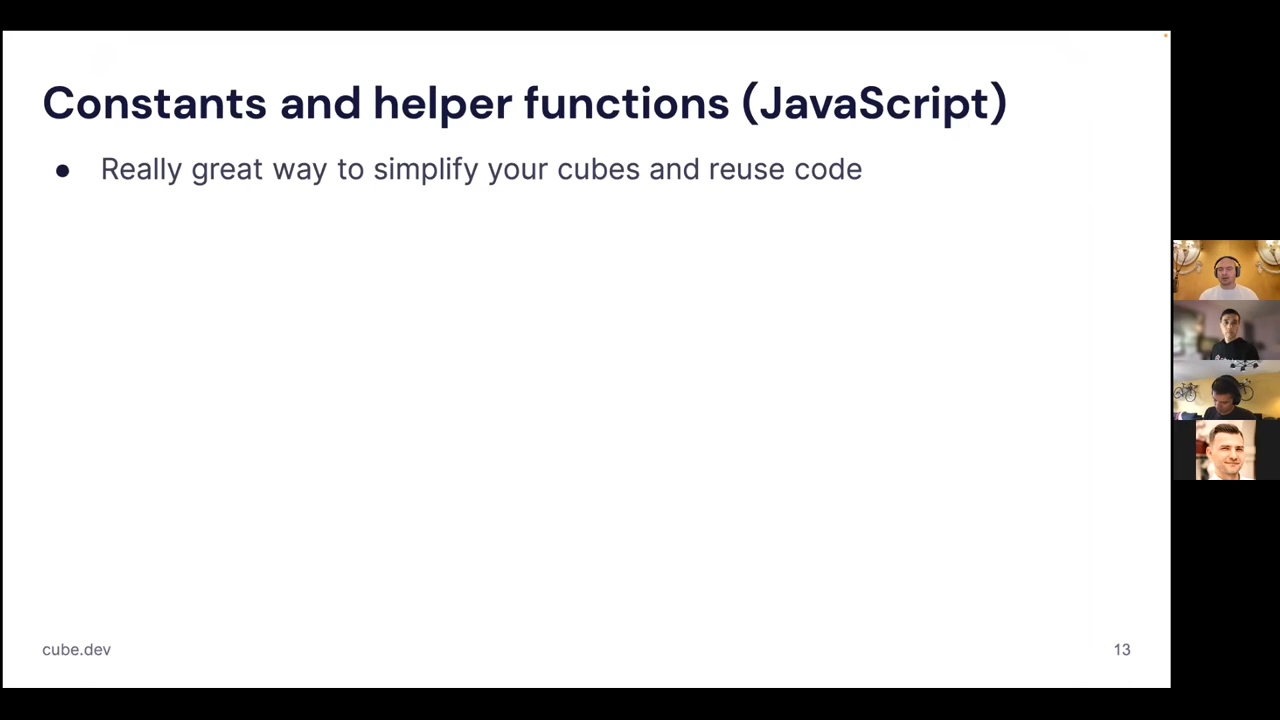 Constants and helper functions (JavaScript)
● Really great way to simplify your cubes and reuse code
cube.dev
13